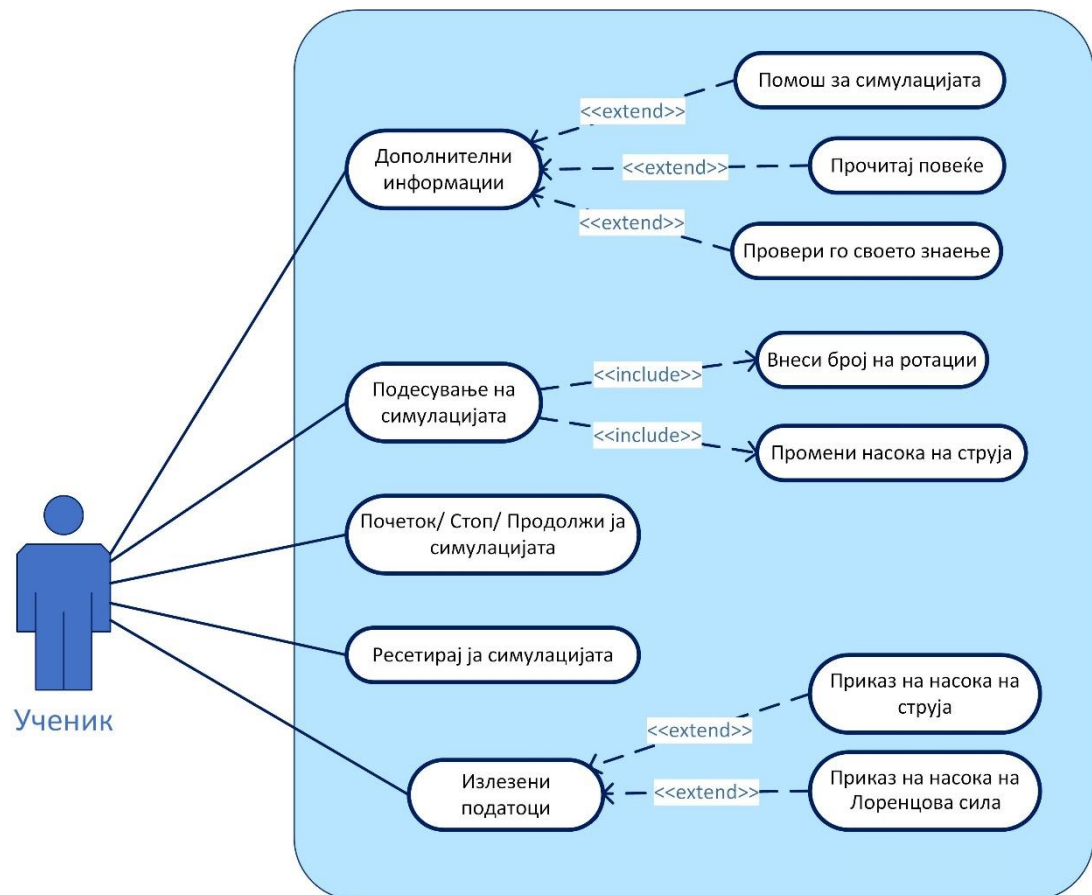 Помош за симулацијата
<<extend>>
Дополнителни
информации
<<extend>>
Прочитај повеќе
<<extend>>
Провери го своето знаење
Подесување на
симулацијата
<<include>>
Внеси број на ротации
<<include>>
Промени насока на струја
Почеток/ Стоп/ Продолжи ја
симулацијата
Ресетирај ја симулацијата
Ученик
Приказ на насока на
струја
<<extend>>
Излезени
податоци
<<extend>>
Приказ на насока на
Лоренцова сила